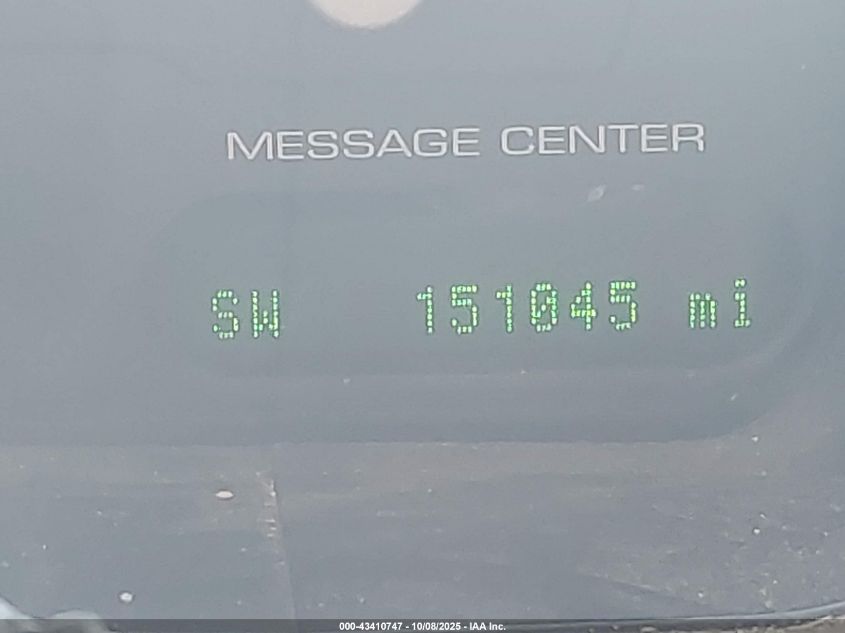 MESSAGE CENTER
SW 151045 mi
000-43410747 - 10/08/2025 - IAA Inc.